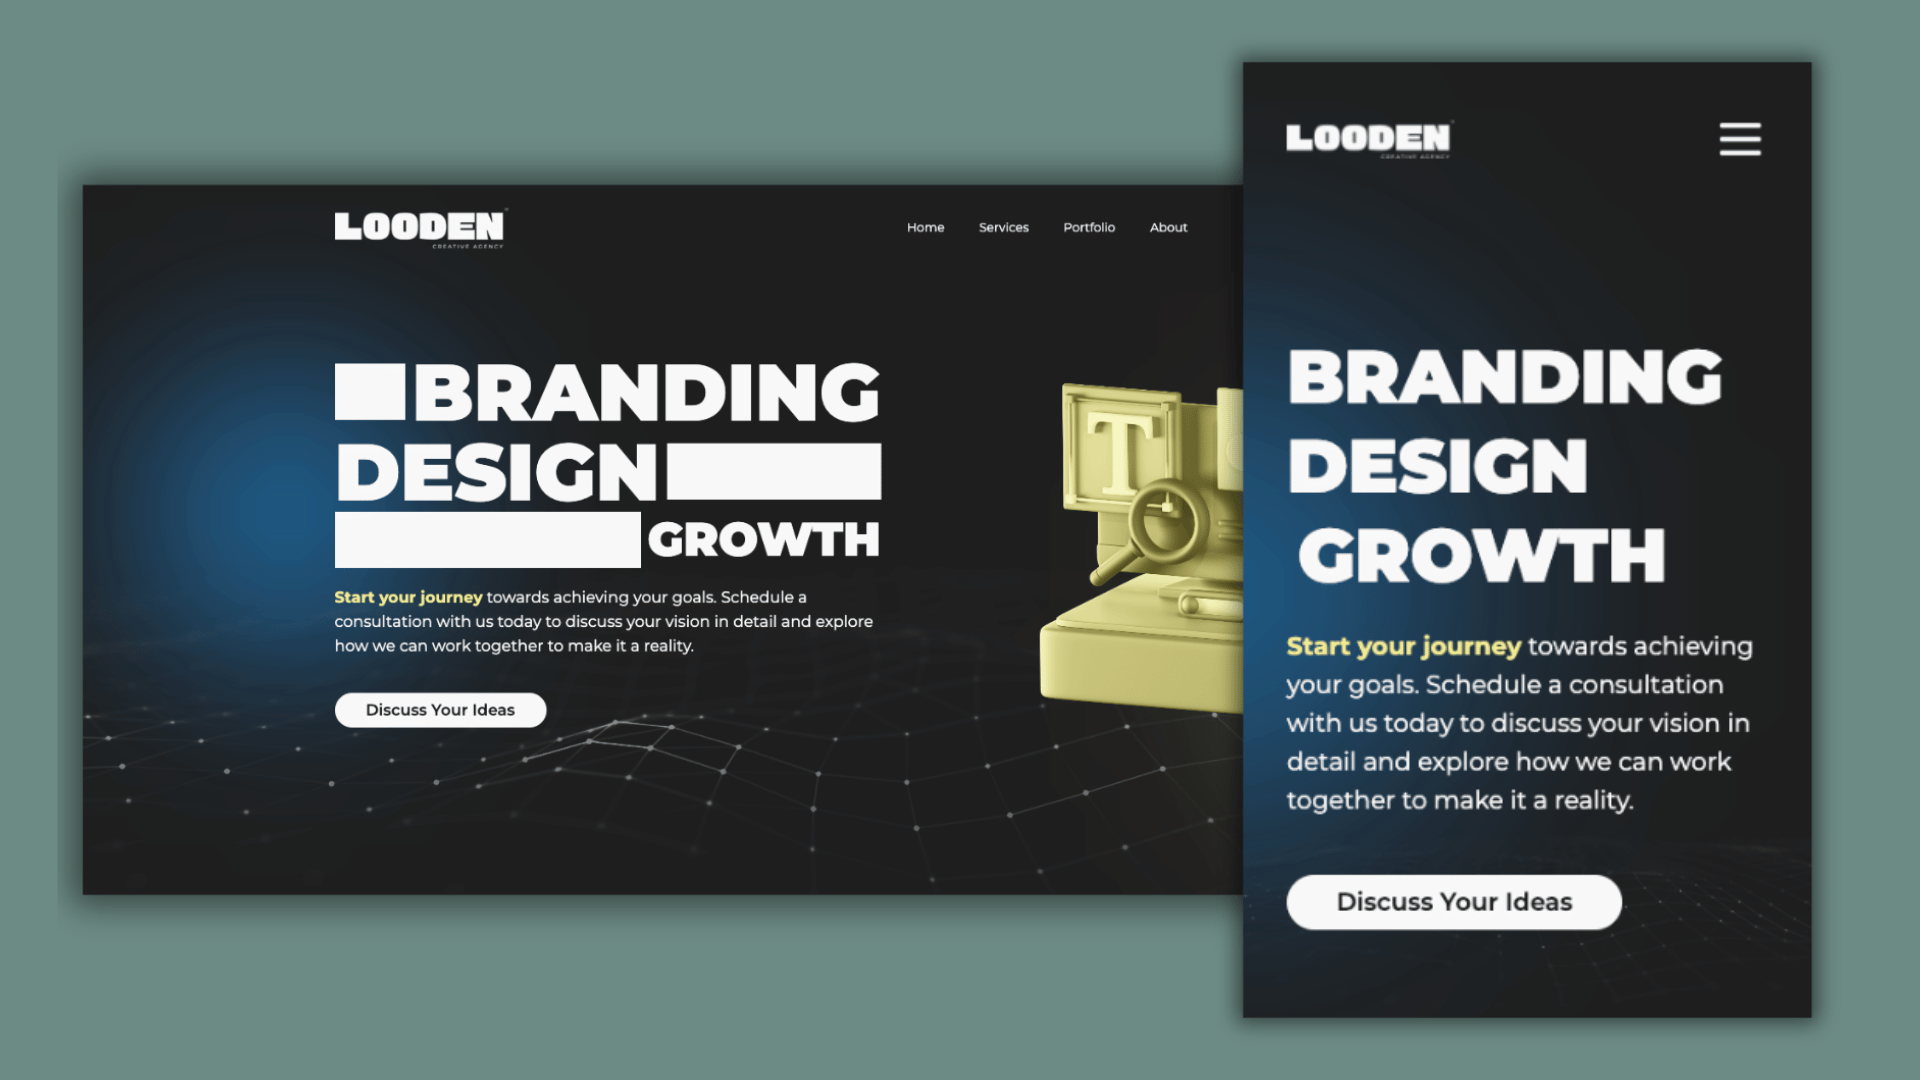 LOODEN
™
CREATIVE AGENCY
Home Services Portfolio About
BRANDING
DESIGN
GROWTH
Start your journey towards achieving your goals. Schedule a
consultation with us today to discuss your vision in detail and explore
how we can work together to make it a reality.
Discuss Your Ideas
T
LOODEN
CREATIVE AGENCY
BRANDING
DESIGN
GROWTH
Start your journey towards achieving
your goals. Schedule a consultation
with us today to discuss your vision in
detail and explore how we can work
together to make it a reality.
Discuss Your Ideas